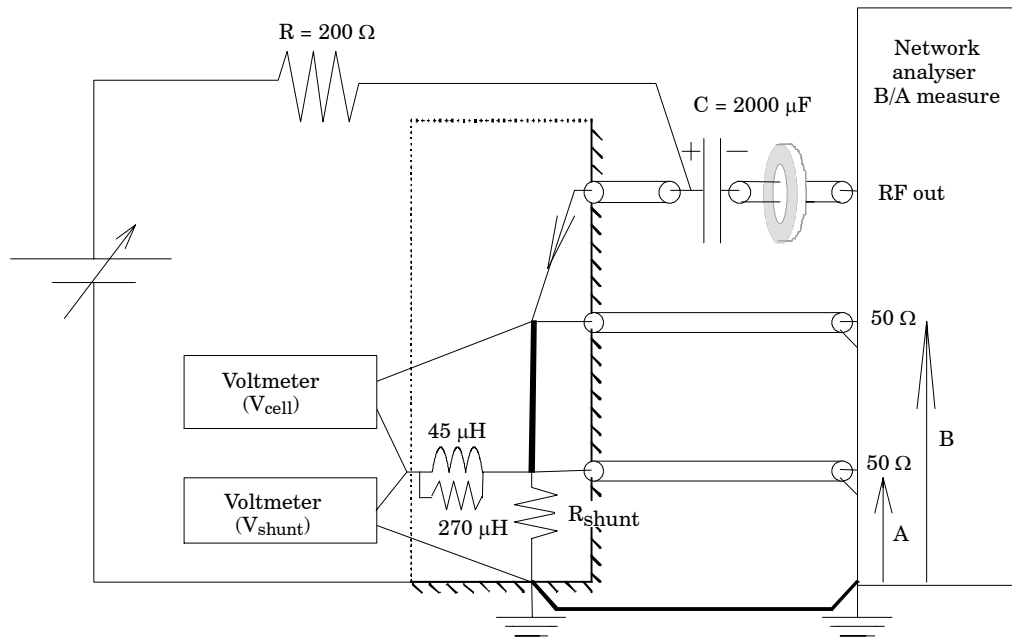 R = 200 Ω
Network
analyser
B/A measure
C = 2000 μF
+
−
RF out
50 Ω
Voltmeter
(Vcell)
45 μH
B
50 Ω
Voltmeter
(Vshunt)
270 μH
Rshunt
A